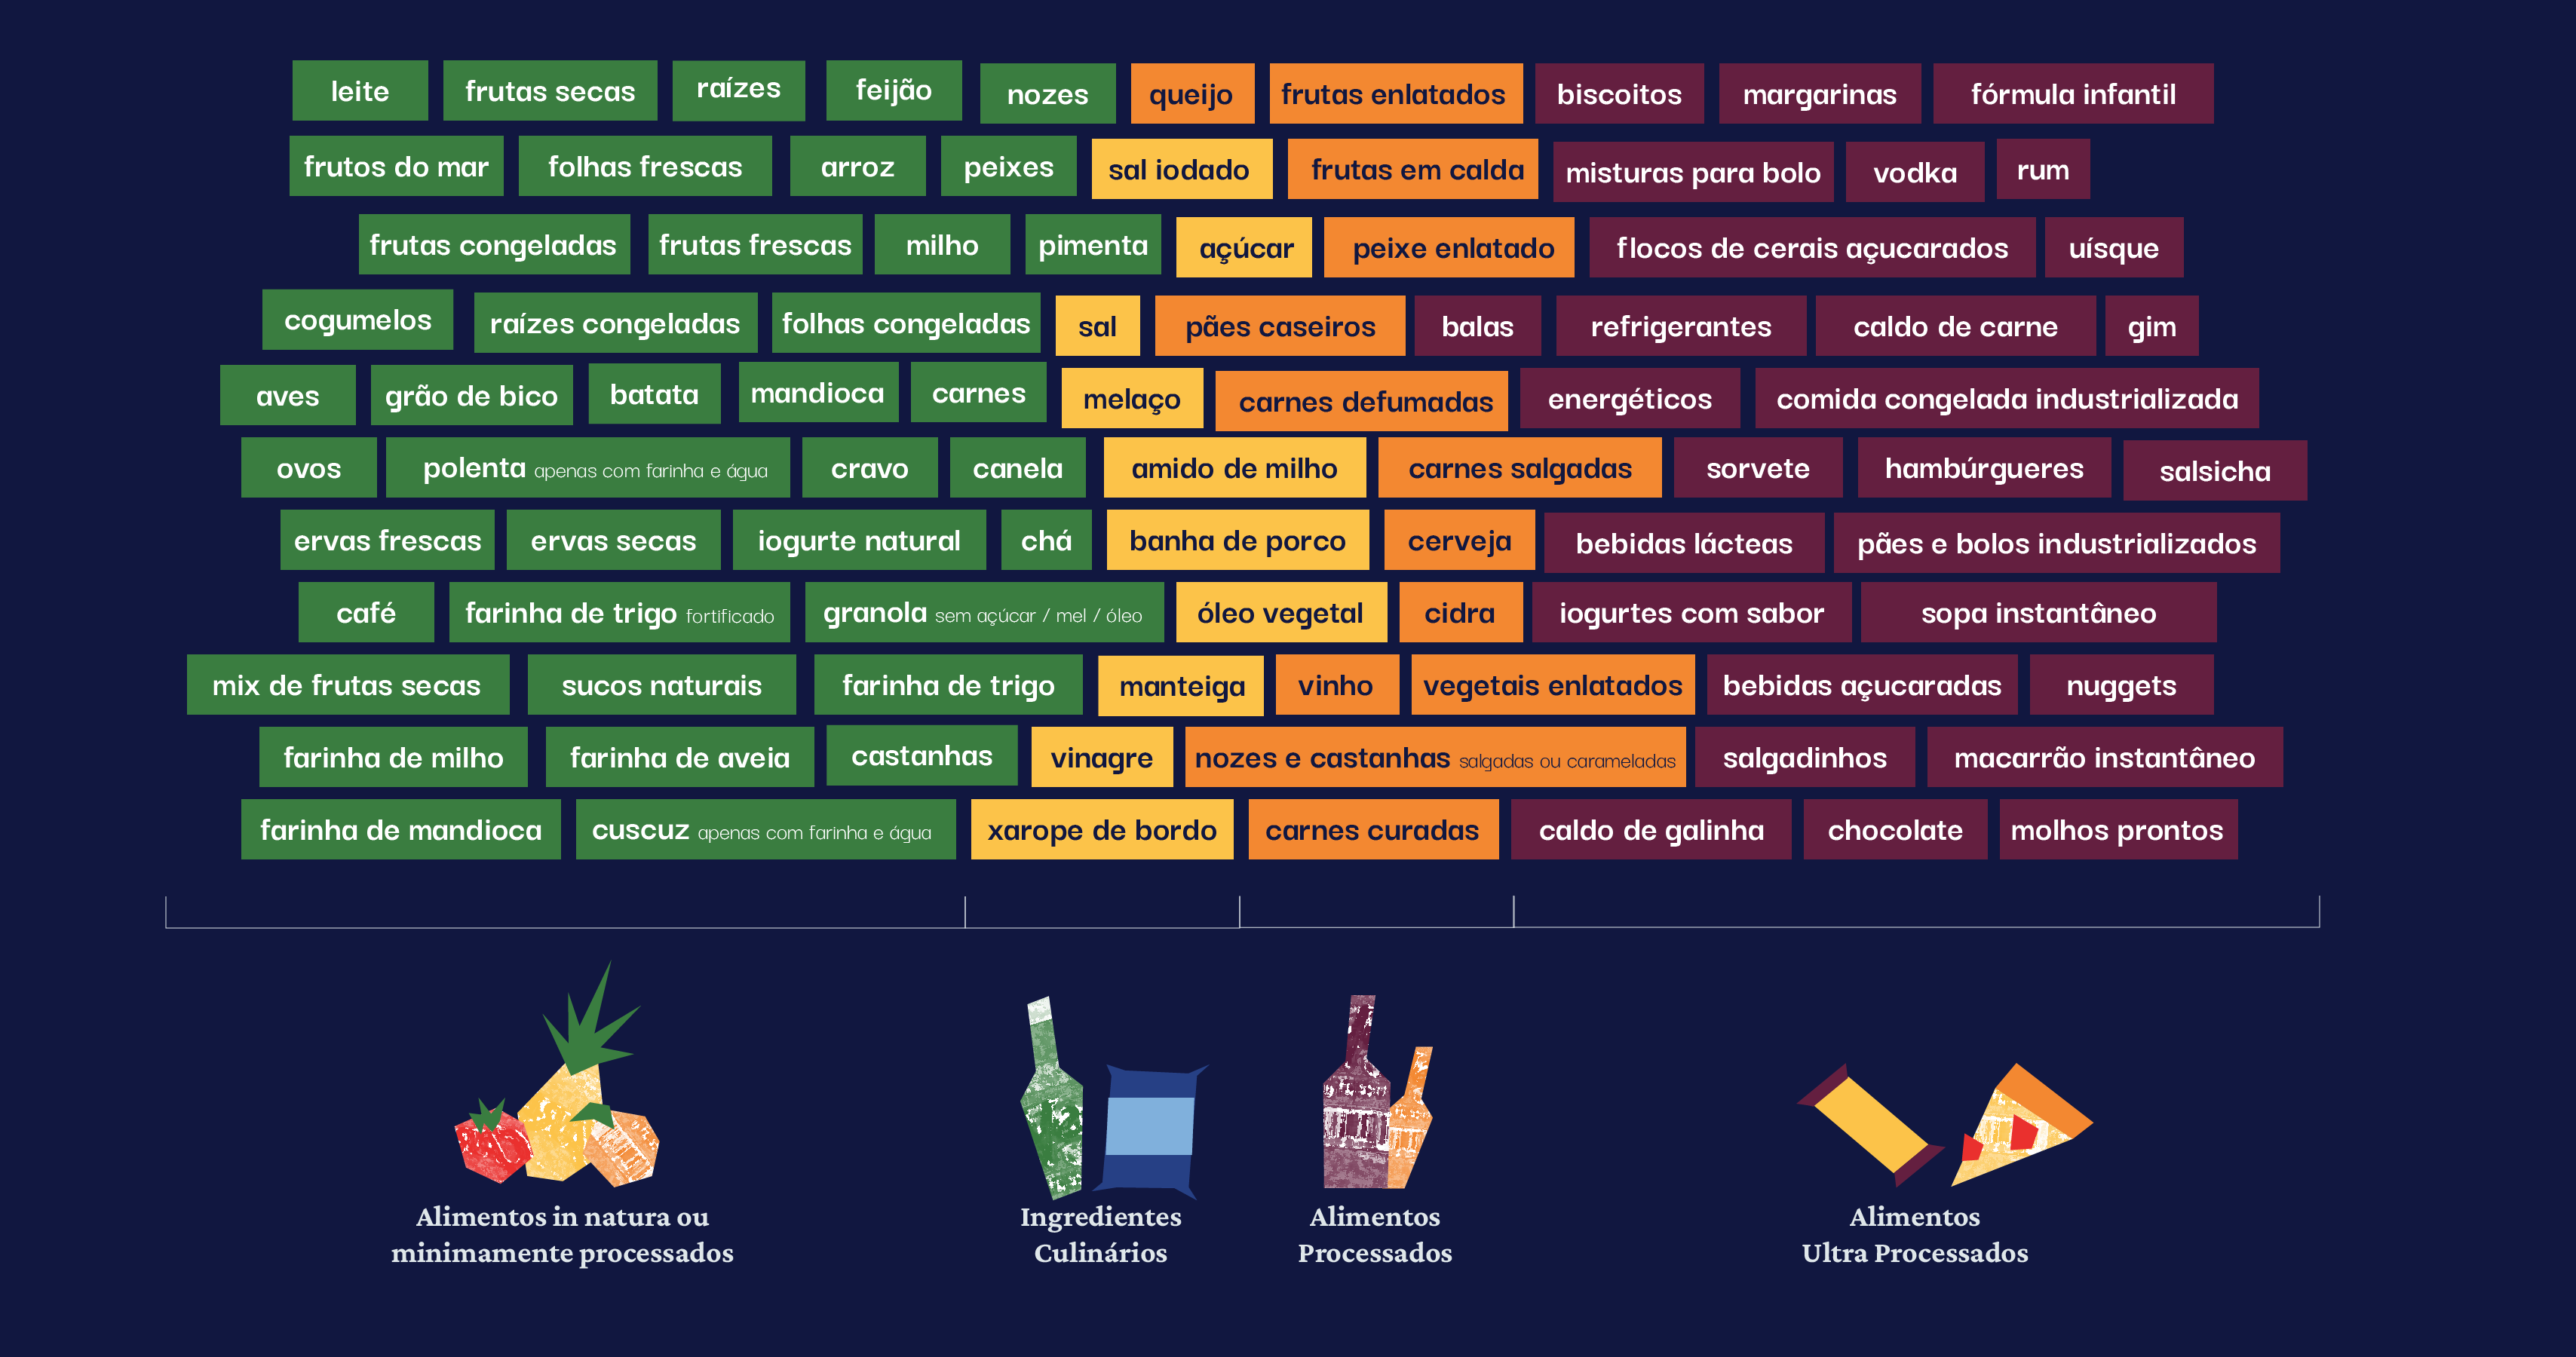 leite frutas secas raízes feijão nozes queijo frutas enlatados biscoitos margarinas fórmula infantil
frutos do mar folhas frescas arroz peixes sal iodado frutas em calda misturas para bolo vodka rum
frutas congeladas frutas frescas milho pimenta açúcar peixe enlatado flocos de cerais açucarados uísque
cogumelos raízes congeladas folhas congeladas sal pães caseiros balas refrigerantes caldo de carne gim
aves grão de bico batata mandioca carnes melaço carnes defumadas energéticos comida congelada industrializada
ovos polenta apenas com farinha e água cravo canela amido de milho carnes salgadas sorvete hambúrgueres salsicha
ervas frescas ervas secas iogurte natural chá banha de porco cerveja bebidas lácteas pães e bolos industrializados
café farinha de trigo fortificado granola sem açúcar / mel / óleo óleo vegetal cidra iogurtes com sabor sopa instantâneo
mix de frutas secas sucos naturais farinha de trigo manteiga vinho vegetais enlatados bebidas açucaradas nuggets
farinha de milho farinha de aveia castanhas vinagre nozes e castanhas salgadas ou carameladas salgadinhos macarrão instantâneo
farinha de mandioca cuscuz apenas com farinha e água xarope de bordo carnes curadas caldo de galinha chocolate molhos prontos
Alimentos in natura ou
minimamente processados
Ingredientes
Culinários
Alimentos
Processados
Alimentos
Ultra Processados